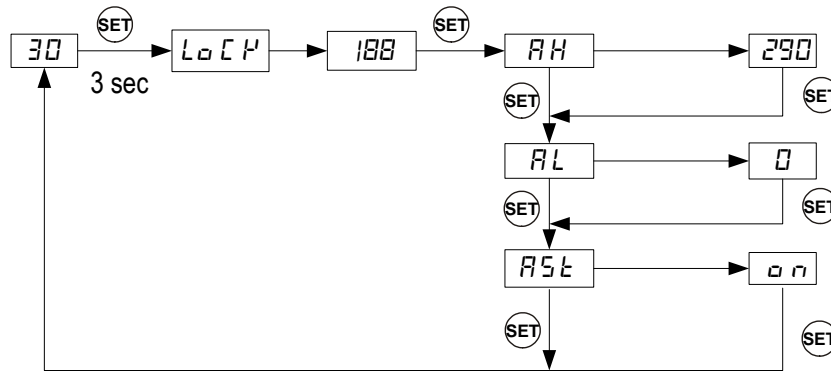 SET
30 LoCK 188 AH 290
3 sec
SET
SET SET
AL 0
SET SET
ASt on
SET SET